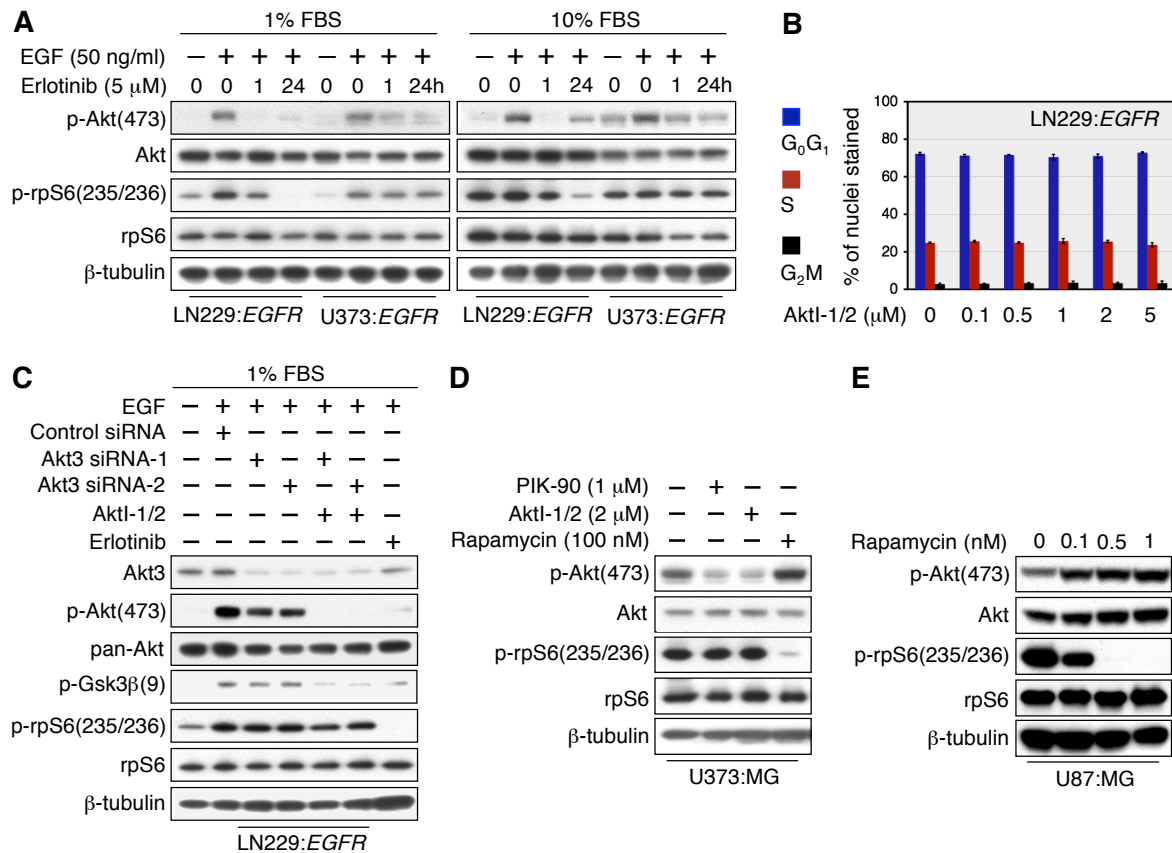 A
1% FBS
10% FBS
EGF (50 ng/ml) – + + + – + + + – + + + – + + +
Erlotinib (5 μM) 0 0 1 24 0 0 1 24h 0 0 1 24 0 0 1 24h
p-Akt(473)
Akt
p-rpS6(235/236)
rpS6
β-tubulin
LN229:EGFR U373:EGFR LN229:EGFR U373:EGFR
B
G0G1
S
G2M
% of nuclei stained
100
80
60
40
20
0
LN229:EGFR
AktI-1/2 (μM) 0 0.1 0.5 1 2 5
C
1% FBS
EGF – + + + + + +
Control siRNA – + – – – – –
Akt3 siRNA-1 – – + – + – –
Akt3 siRNA-2 – – – + – + –
AktI-1/2 – – – – + + –
Erlotinib – – – – – – +
Akt3
p-Akt(473)
pan-Akt
p-Gsk3β(9)
p-rpS6(235/236)
rpS6
β-tubulin
LN229:EGFR
D
PIK-90 (1 μM) – + – –
AktI-1/2 (2 μM) – – + –
Rapamycin (100 nM) – – – +
p-Akt(473)
Akt
p-rpS6(235/236)
rpS6
β-tubulin
U373:MG
E
Rapamycin (nM) 0 0.1 0.5 1
p-Akt(473)
Akt
p-rpS6(235/236)
rpS6
β-tubulin
U87:MG